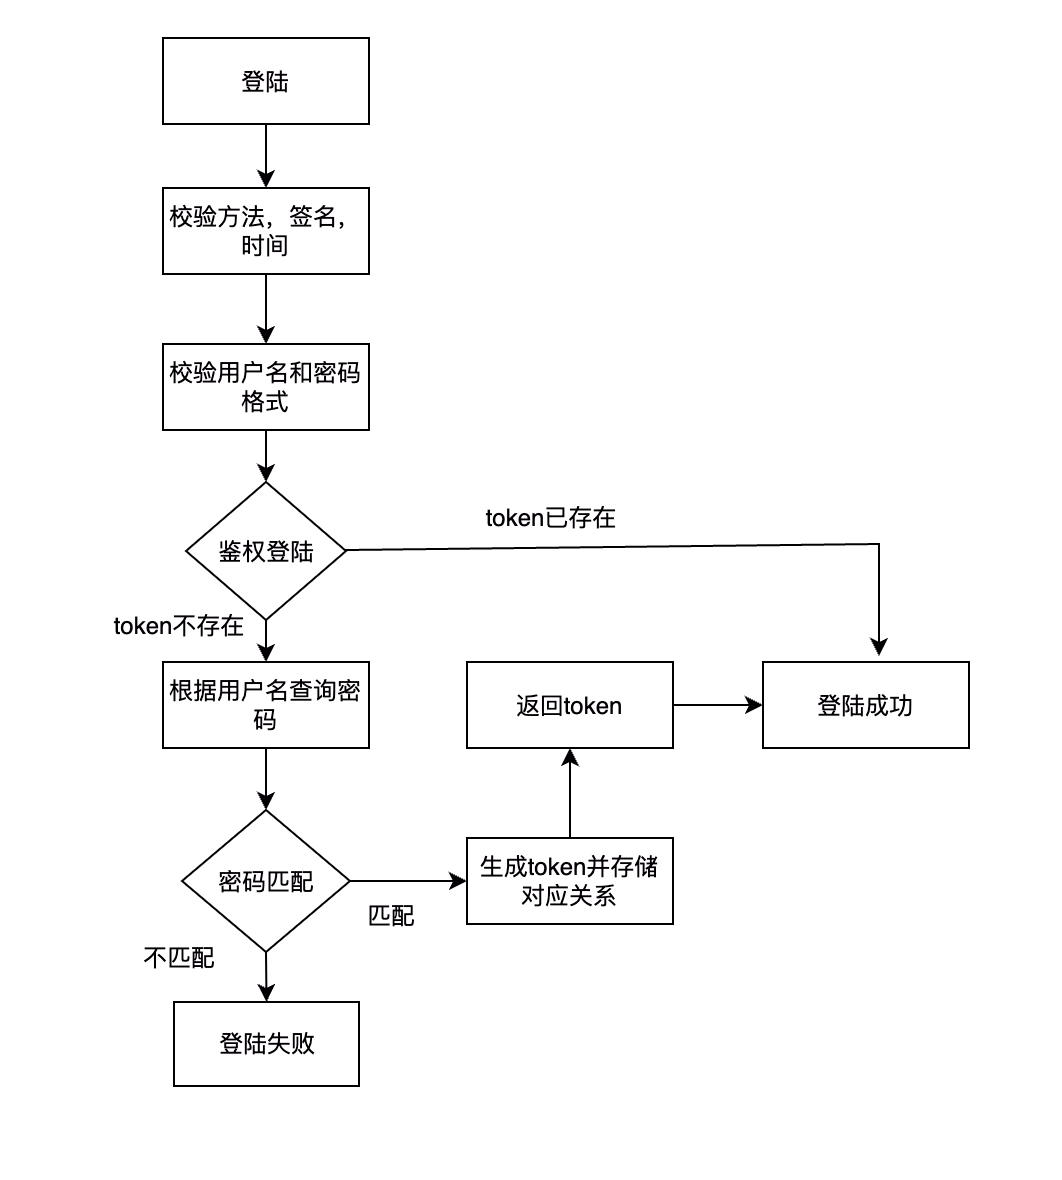 登陆
校验方法，签名，
时间
校验用户名和密码
格式
鉴权登陆
token已存在
token不存在
根据用户名查询密
码
返回token
登陆成功
密码匹配
生成token并存储
对应关系
匹配
不匹配
登陆失败